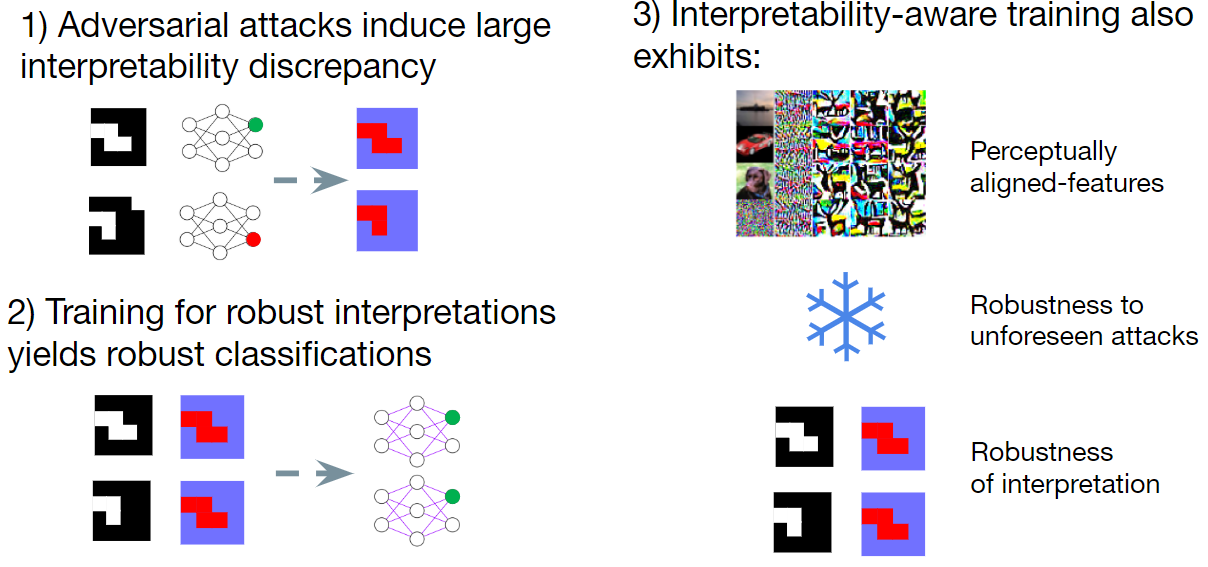 1) Adversarial attacks induce large
interpretability discrepancy
2) Training for robust interpretations
yields robust classifications
3) Interpretability-aware training also
exhibits:
Perceptually
aligned-features
Robustness to
unforeseen attacks
Robustness
of interpretation